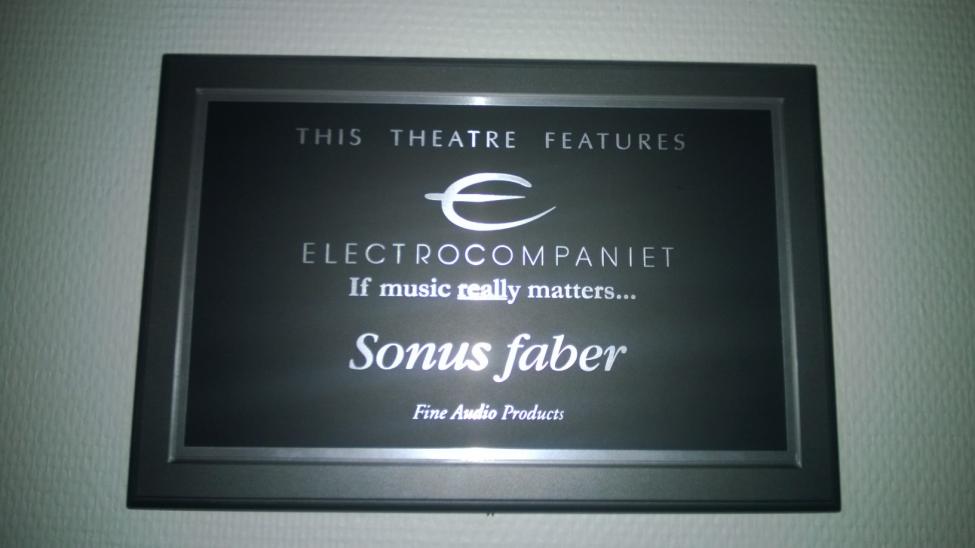 THIS THEATRE FEATURES
ELECTROCOMPANIET
If music really matters...
Sonus faber
Fine Audio Products